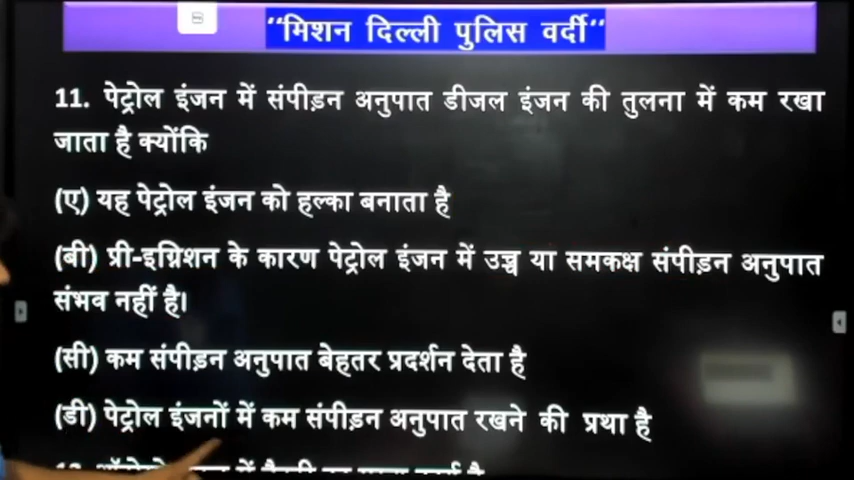 "मिशन दिल्ली पुलिस वर्दी"
11. पेट्रोल इंजन में संपीड़न अनुपात डीजल इंजन की तुलना में कम रखा
जाता है क्योंकि
(ए) यह पेट्रोल इंजन को हल्का बनाता है
(बी) प्री-इग्निशन के कारण पेट्रोल इंजन में उच्च या समकक्ष संपीड़न अनुपात
संभव नहीं है।
(सी) कम संपीड़न अनुपात बेहतर प्रदर्शन देता है
(डी) पेट्रोल इंजनों में कम संपीड़न अनुपात रखने की प्रथा है